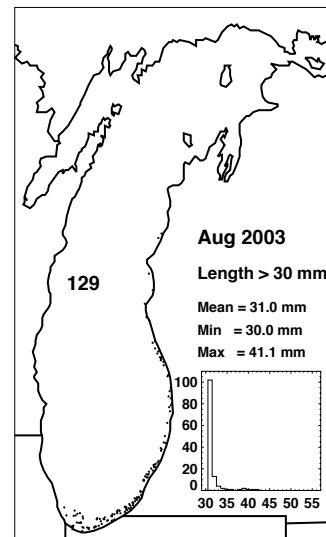 Aug 2003
Length > 30 mm
129
Mean = 31.0 mm
Min = 30.0 mm
Max = 41.1 mm
100
80
60
40
20
0
30 35 40 45 50 55